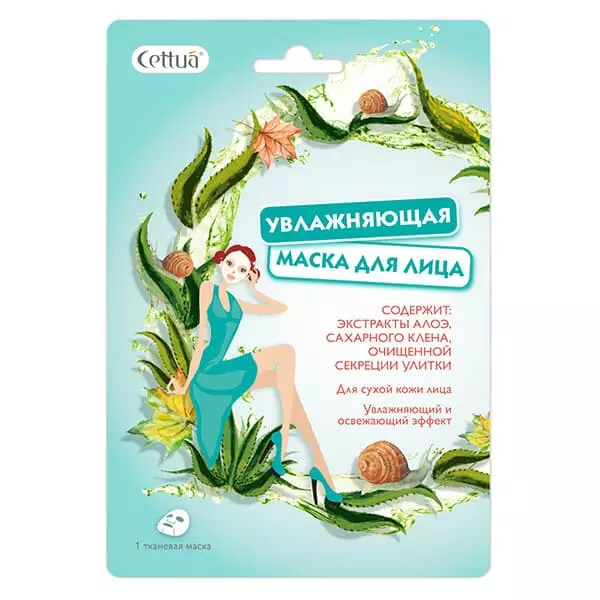 Cettua
УВЛАЖНЯЮЩАЯ
МАСКА ДЛЯ ЛИЦА
СОДЕРЖИТ:
ЭКСТРАКТЫ АЛОЭ,
САХАРНОГО КЛЕНА,
ОЧИЩЕННОЙ
СЕКРЕЦИИ УЛИТКИ
Для сухой кожи лица
Увлажняющий и
освежающий эффект
1 тканевая маска